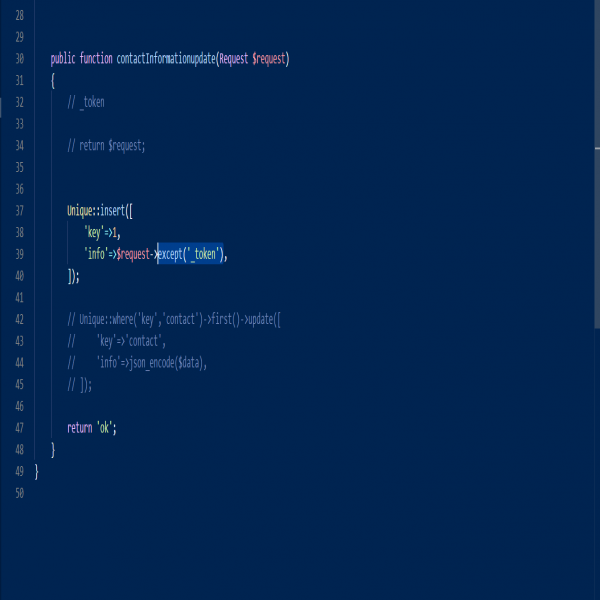 28
29
30 public function contactInformationupdate(Request $request)
31 {
32 // _token
33
34 // return $request;
35
36
37 Unique::insert([
38 'key'=>1,
39 'info'=>$request->except('_token'),
40 ]);
41
42 // Unique::where('key','contact')->first()->update([
43 //     'key'=>'contact',
44 //     'info'=>json_encode($data),
45 // ]);
46
47 return 'ok';
48 }
49 }
50